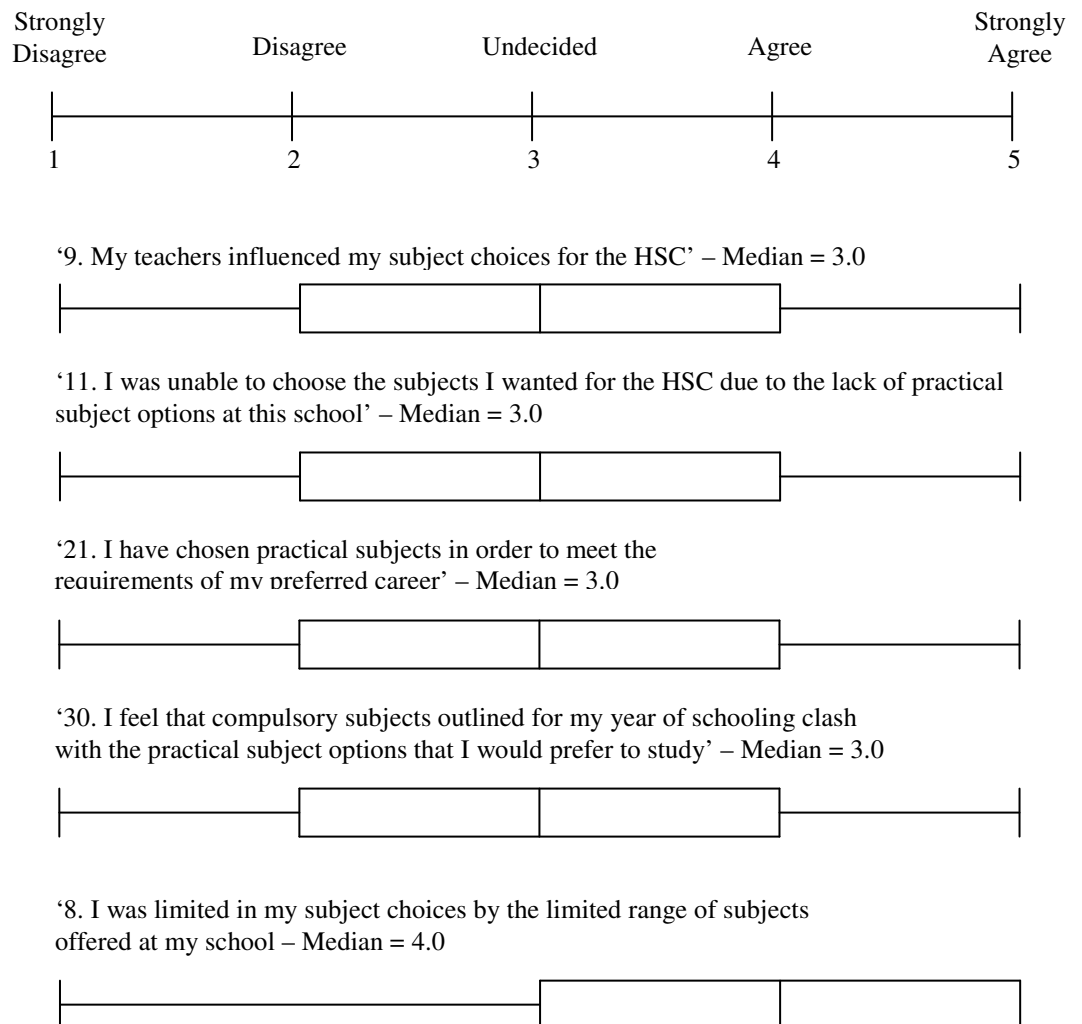 Strongly Disagree
Disagree
Undecided
Agree
Strongly Agree
1 2 3 4 5
‘9. My teachers influenced my subject choices for the HSC’ – Median = 3.0
‘11. I was unable to choose the subjects I wanted for the HSC due to the lack of practical
subject options at this school’ – Median = 3.0
‘21. I have chosen practical subjects in order to meet the
requirements of my preferred career’ – Median = 3.0
‘30. I feel that compulsory subjects outlined for my year of schooling clash
with the practical subject options that I would prefer to study’ – Median = 3.0
‘8. I was limited in my subject choices by the limited range of subjects
offered at my school – Median = 4.0